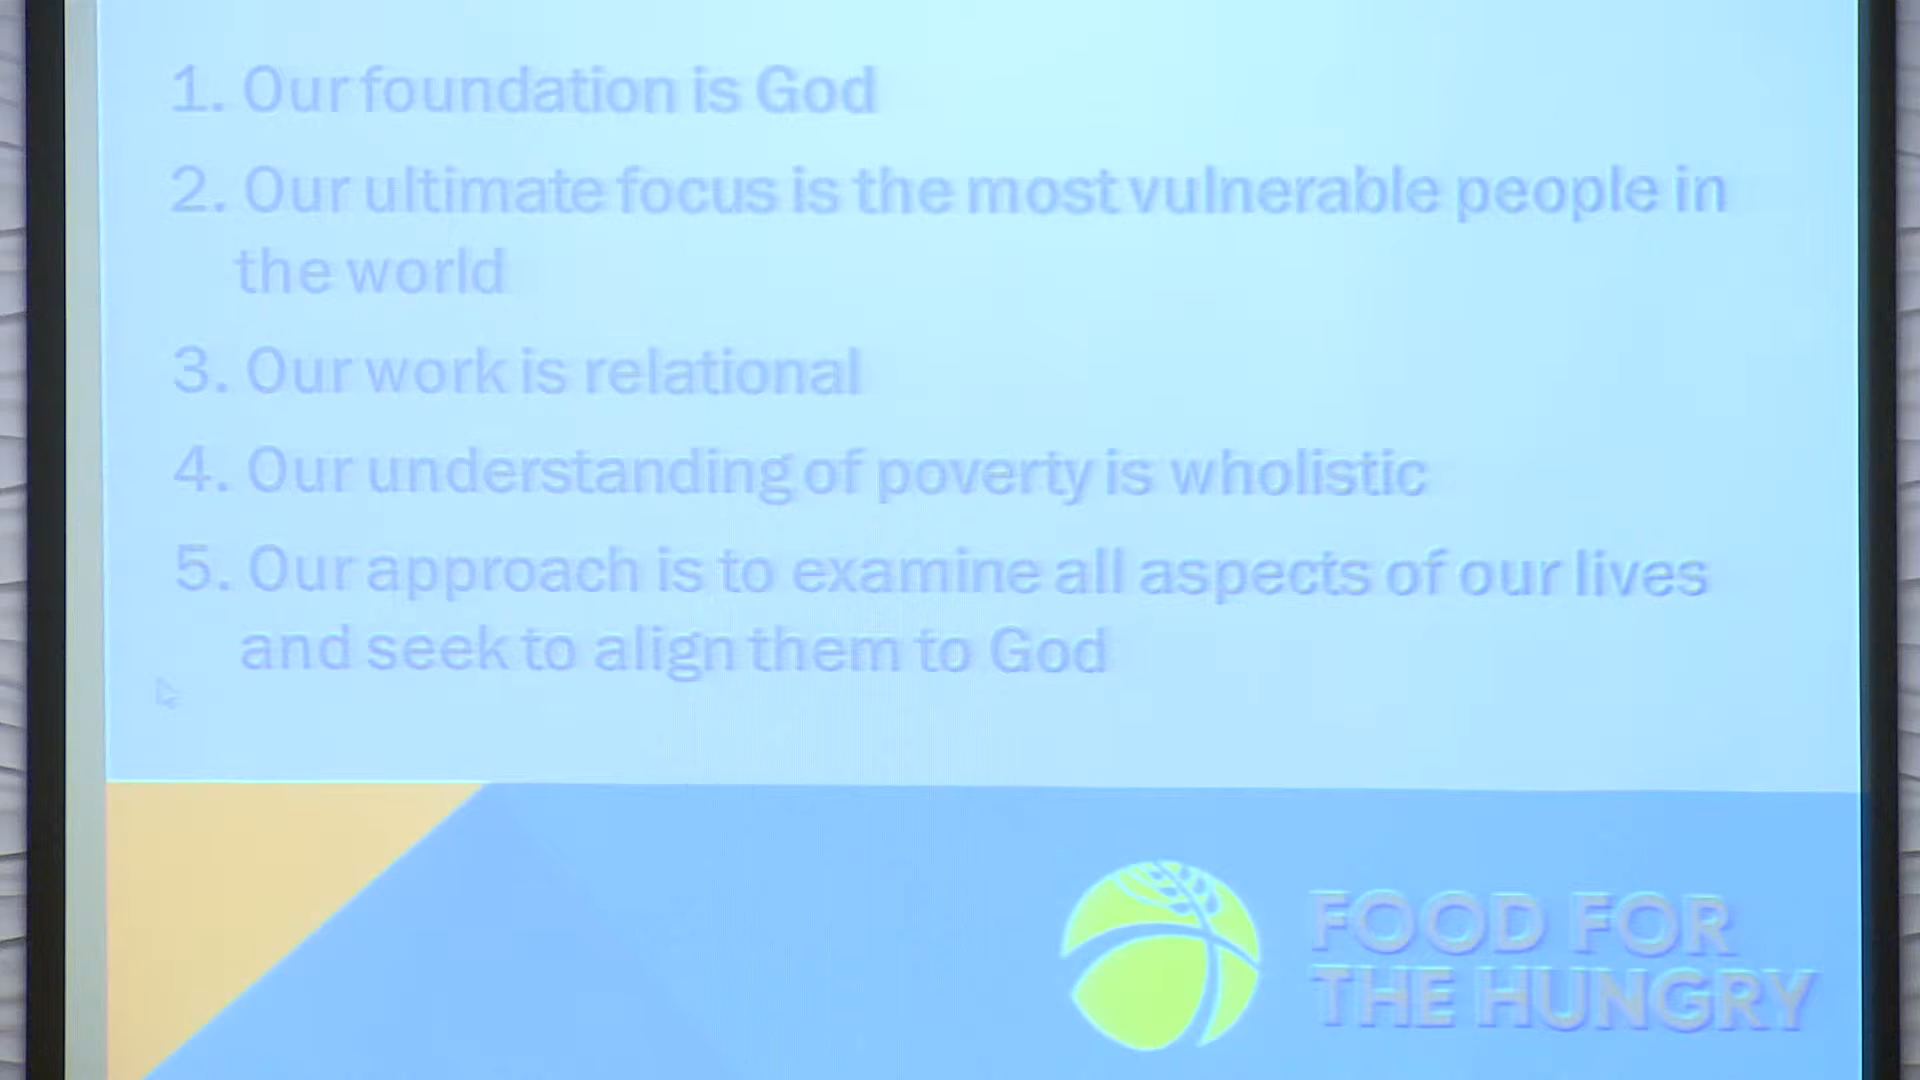 1. Our foundation is God
2. Our ultimate focus is the most vulnerable people in
the world
3. Our work is relational
4. Our understanding of poverty is wholistic
5. Our approach is to examine all aspects of our lives
and seek to align them to God
FOOD FOR
THE HUNGRY